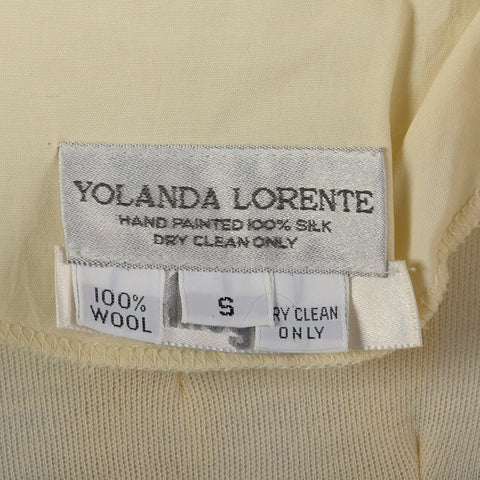 YOLANDA LORENTE
HAND PAINTED 100% SILK
DRY CLEAN ONLY
100%
WOOL
S
RY CLEAN
ONLY